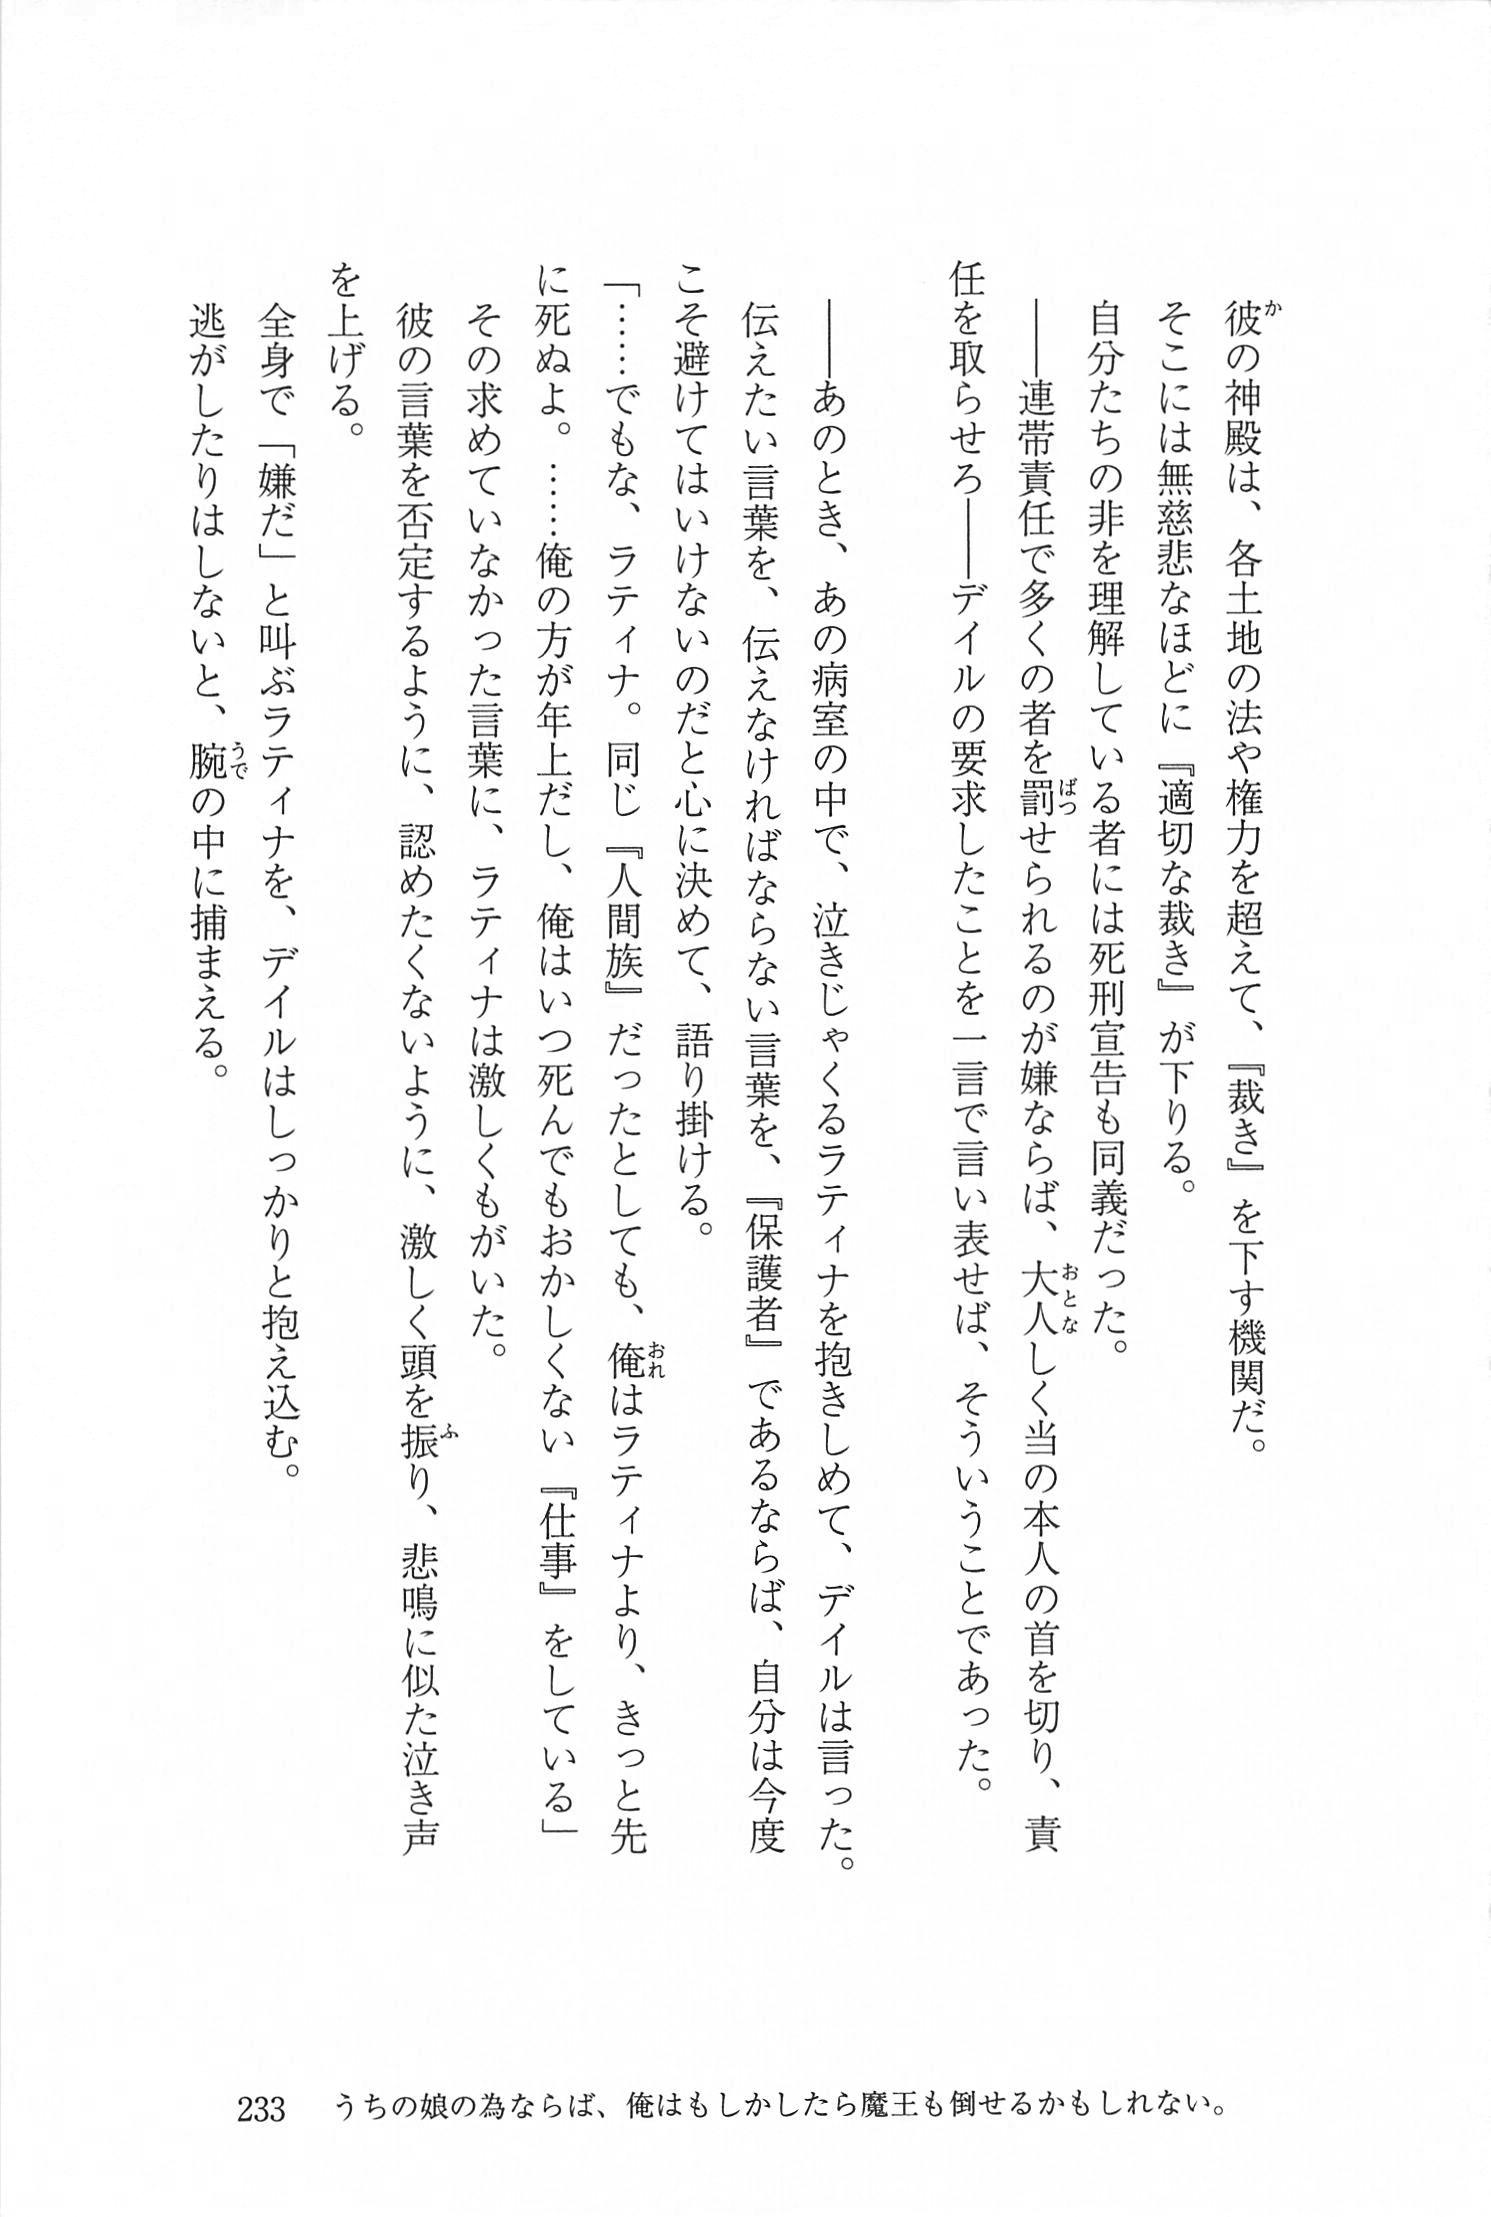 彼の神殿は、各土地の法や権力を超えて、『裁き』を下す機関だ。
そこには無慈悲なほどに『適切な裁き』が下りる。
自分たちの非を理解している者には死刑宣告も同義だった。
――連帯責任で多くの者を罰せられるのが嫌ならば、大人しく当の本人の首を切り、責
任を取らせろ――デイルの要求したことを一言で言い表せば、そういうことであった。
――あのとき、あの病室の中で、泣きじゃくるラティナを抱きしめて、デイルは言った。
伝えたい言葉を、伝えなければならない言葉を、『保護者』であるならば、自分は今度
こそ避けてはいけないのだと心に決めて、語り掛ける。
「……でもな、ラティナ。同じ『人間族』だったとしても、俺はラティナより、きっと先
に死ぬよ。……俺の方が年上だし、俺はいつ死んでもおかしくない『仕事』をしている」
その求めていなかった言葉に、ラティナは激しくもがいた。
彼の言葉を否定するように、認めたくないように、激しく頭を振り、悲鳴に似た泣き声
を上げる。
全身で「嫌だ」と叫ぶラティナを、デイルはしっかりと抱え込む。
逃がしたりはしないと、腕の中に捕まえる。
233 うちの娘の為ならば、俺はもしかしたら魔王も倒せるかもしれない。